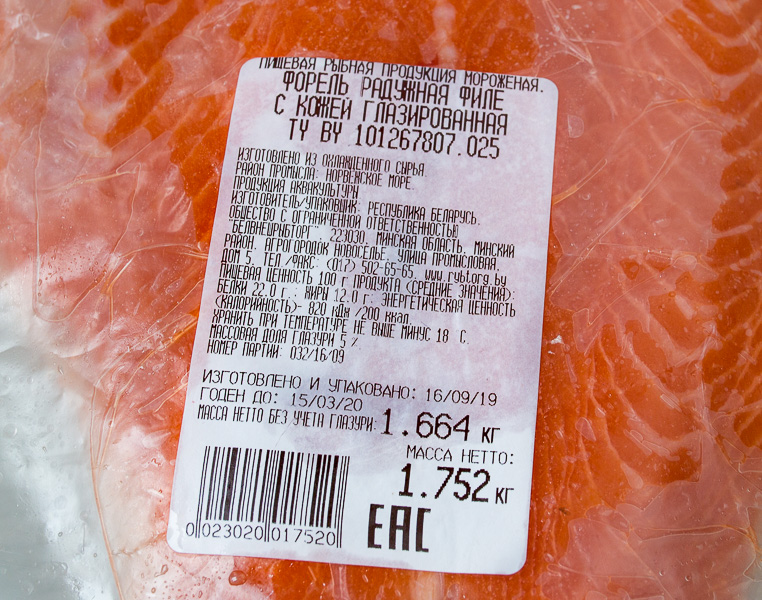 ПИЩЕВАЯ РЫБНАЯ ПРОДУКЦИЯ МОРОЖЕНАЯ.
ФОРЕЛЬ РАДУЖНАЯ ФИЛЕ
С КОЖЕЙ ГЛАЗИРОВАННАЯ
ТУ BY 101267807.025
ИЗГОТОВЛЕНО ИЗ ОХЛАЖДЕННОГО СЫРЬЯ
РАЙОН ПРОМЫСЛА: НОРВЕЖСКОЕ МОРЕ.
ПРОДУКЦИЯ АКВАКУЛЬТУРЫ
ИЗГОТОВИТЕЛЬ/УПАКОВЩИК: РЕСПУБЛИКА БЕЛАРУСЬ.
ОБЩЕСТВО С ОГРАНИЧЕННОЙ ОТВЕТСТВЕННОСТЬЮ
"БЕЛВНЕШРЫБТОРГ" 223030, МИНСКАЯ ОБЛАСТЬ, МИНСКИЙ
РАЙОН. АГРОГОРОДОК НОВОСЕЛЬЕ, УЛИЦА ПРОМЫСЛОВАЯ,
ДОМ 5. ТЕЛ./ФАКС: (017) 502-65-65, www.rybtorg.by
ПИЩЕВАЯ ЦЕННОСТЬ 100 г ПРОДУКТА (СРЕДНИЕ ЗНАЧЕНИЯ):
БЕЛКИ 22.0 г.; ЖИРЫ 12.0 г; ЭНЕРГЕТИЧЕСКАЯ ЦЕННОСТЬ
(КАЛОРИЙНОСТЬ)- 820 кДж /200 ккал.
ХРАНИТЬ ПРИ ТЕМПЕРАТУРЕ НЕ ВЫШЕ МИНУС 18 С.
МАССОВАЯ ДОЛЯ ГЛАЗУРИ 5 %
НОМЕР ПАРТИИ: 032/16/09
ИЗГОТОВЛЕНО И УПАКОВАНО: 16/09/19
ГОДЕН ДО: 15/03/20
МАССА НЕТТО БЕЗ УЧЕТА ГЛАЗУРИ: 1.664 кг
МАССА НЕТТО:
1.752 кг
0 023020 017520
EAC